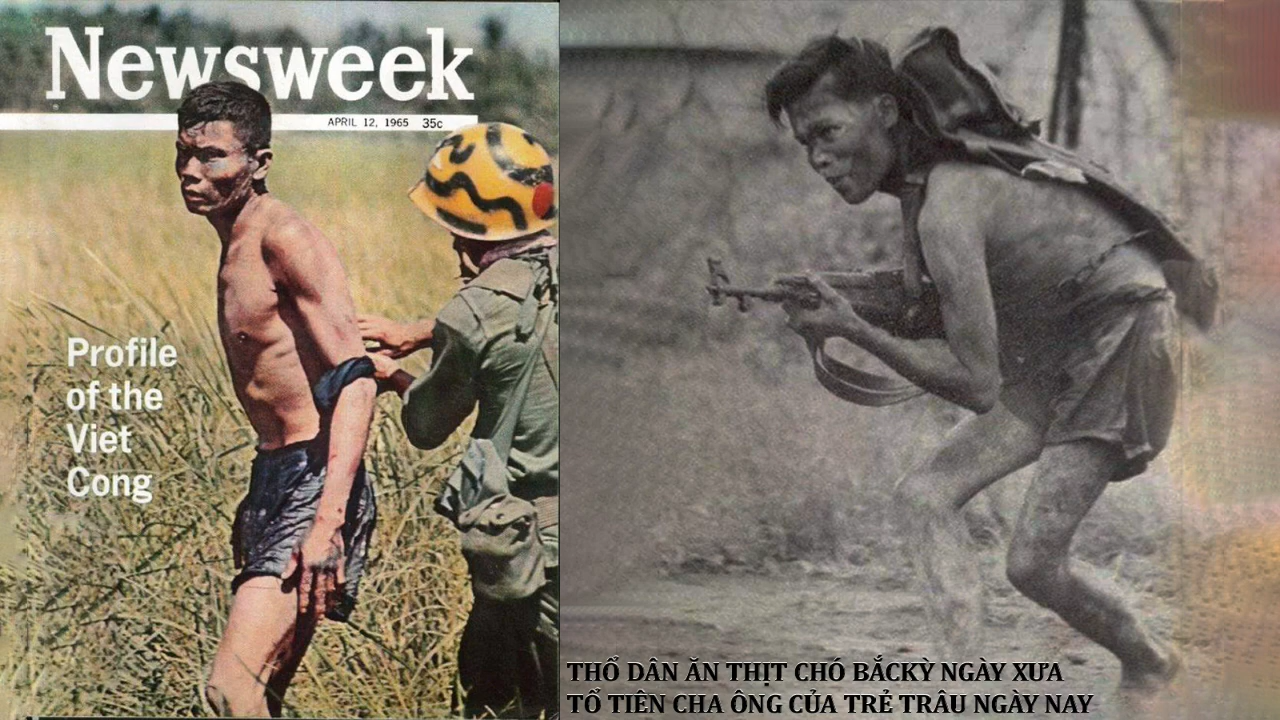 Newsweek
APRIL 12, 1965 35c
Profile
of the
Viet
Cong
THỔ DÂN ĂN THỊT CHÓ BẮCKỲ NGÀY XƯA
TỔ TIÊN CHA ÔNG CỦA TRẺ TRÂU NGÀY NAY